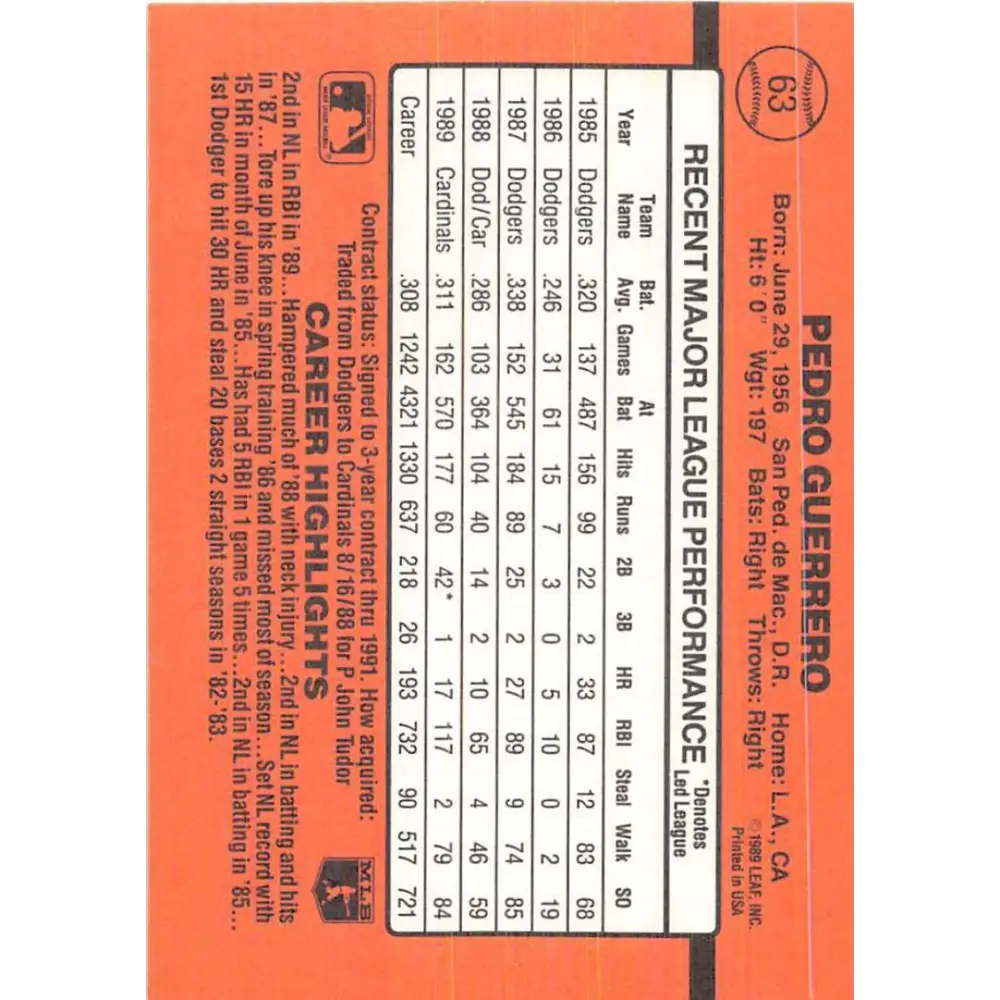 63
PEDRO GUERRERO
Born: June 29, 1956 San Ped. de Mac., D.R. Home: L.A., CA
Ht: 6'0" Wgt: 197 Bats: Right Throws: Right
© 1989 LEAF, INC.
Printed in USA
RECENT MAJOR LEAGUE PERFORMANCE
*Denotes
Led League
Year Team Name Bat. Avg. Games At Bat Hits Runs 2B 3B HR RBI Steal Walk SO
1985 Dodgers .320 137 487 156 99 22 2 33 87 12 83 68
1986 Dodgers .246 31 61 15 7 3 0 5 10 0 2 19
1987 Dodgers .338 152 545 184 89 25 2 27 89 9 74 85
1988 Dod/Car .286 103 364 104 40 14 2 10 65 4 46 59
1989 Cardinals .311 162 570 177 60 42* 1 17 117 2 79 84
Career .308 1242 4321 1330 637 218 26 193 732 90 517 721
Contract status: Signed to 3-year contract thru 1991. How acquired:
Traded from Dodgers to Cardinals 8/16/88 for P John Tudor
MLB
CAREER HIGHLIGHTS
2nd in NL in RBI in '89...Hampered much of '88 with neck injury...2nd in NL in batting and hits
in '87...Tore up his knee in spring training '86 and missed most of season...Set NL record with
15 HR in month of June in '85...Has had 5 RBI in 1 game 5 times...2nd in NL in batting in '85...
1st Dodger to hit 30 HR and steal 20 bases 2 straight seasons in '82-'83.